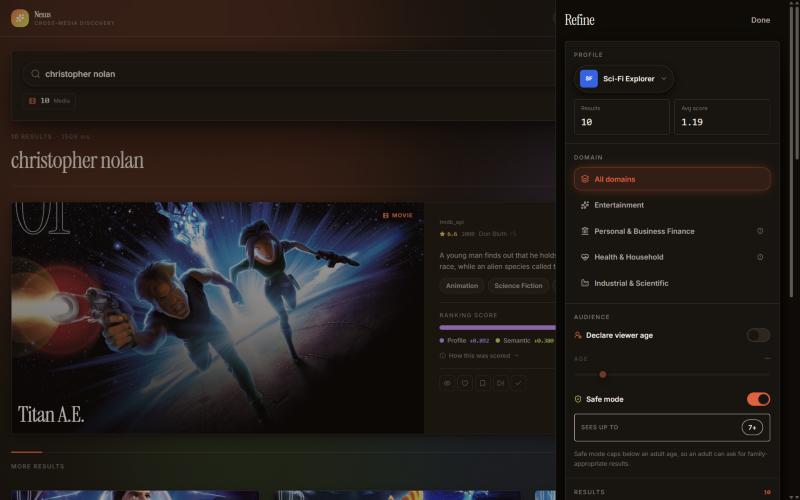 Nexus
CROSS-MEDIA DISCOVERY
christopher nolan
10 Media
10 RESULTS · 1509 ms
christopher nolan
01
MOVIE
Titan A.E.
tmdb_api
6.6 2000 Don Bluth +5
A young man finds out that he holds
race, while an alien species called t
Animation
Science Fiction
RANKING SCORE
Profile +0.892
Semantic +0.380
How this was scored
MORE RESULTS
Refine
Done
PROFILE
SF
Sci-Fi Explorer
Results
10
Avg score
1.19
DOMAIN
All domains
Entertainment
Personal & Business Finance
Health & Household
Industrial & Scientific
AUDIENCE
Declare viewer age
AGE —
Safe mode
SEES UP TO 7+
Safe mode caps below an adult age, so an adult can ask for family-
appropriate results.
RESULTS 10